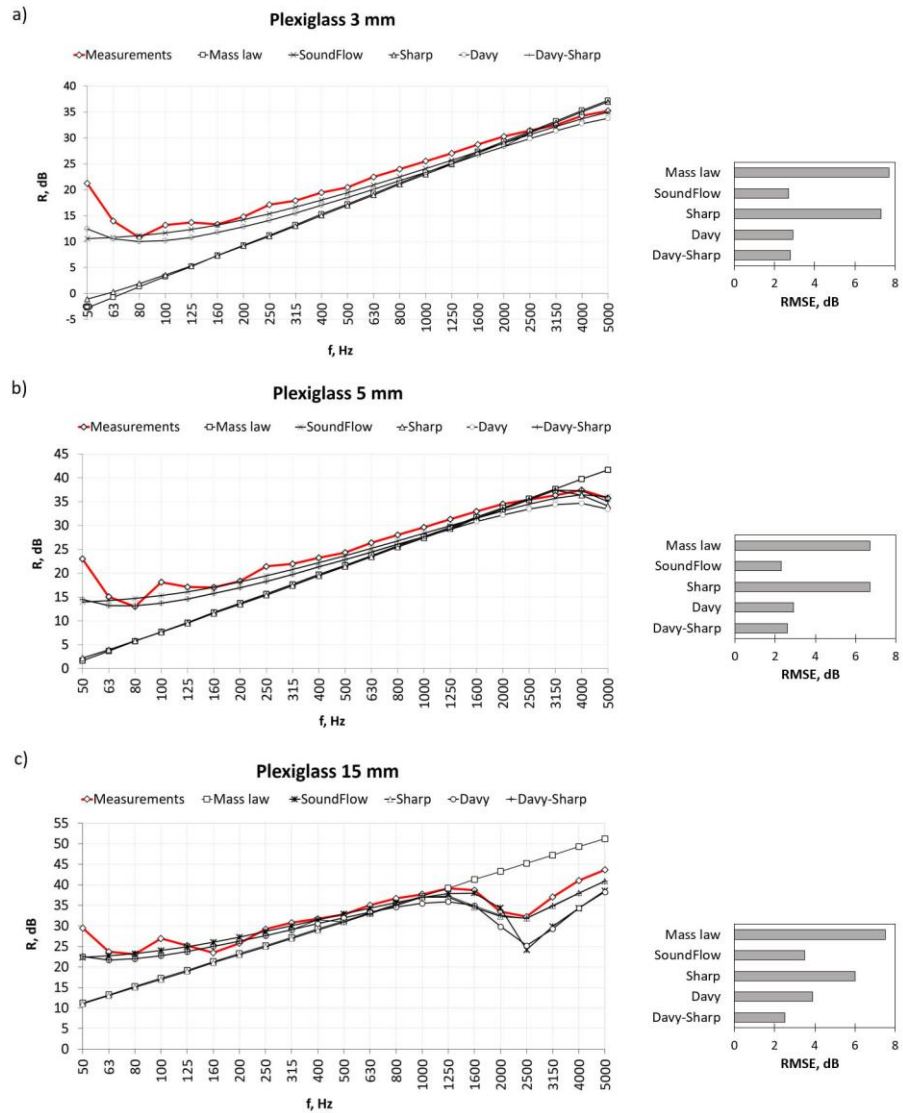 a)
Plexiglass 3 mm
Measurements Mass law SoundFlow Sharp Davy Davy-Sharp
40
35
30
25
20
15
10
5
0
-5
R, dB
50 63 80 100 125 160 200 250 315 400 500 630 800 1000 1250 1600 2000 2500 3150 4000 5000
f, Hz
Mass law
SoundFlow
Sharp
Davy
Davy-Sharp
0 2 4 6 8
RMSE, dB
b)
Plexiglass 5 mm
Measurements Mass law SoundFlow Sharp Davy Davy-Sharp
45
40
35
30
25
20
15
10
5
0
R, dB
50 63 80 100 125 160 200 250 315 400 500 630 800 1000 1250 1600 2000 2500 3150 4000 5000
f, Hz
Mass law
SoundFlow
Sharp
Davy
Davy-Sharp
0 2 4 6 8
RMSE, dB
c)
Plexiglass 15 mm
Measurements Mass law SoundFlow Sharp Davy Davy-Sharp
55
50
45
40
35
30
25
20
15
10
5
0
R, dB
50 63 80 100 125 160 200 250 315 400 500 630 800 1000 1250 1600 2000 2500 3150 4000 5000
f, Hz
Mass law
SoundFlow
Sharp
Davy
Davy-Sharp
0 2 4 6 8
RMSE, dB